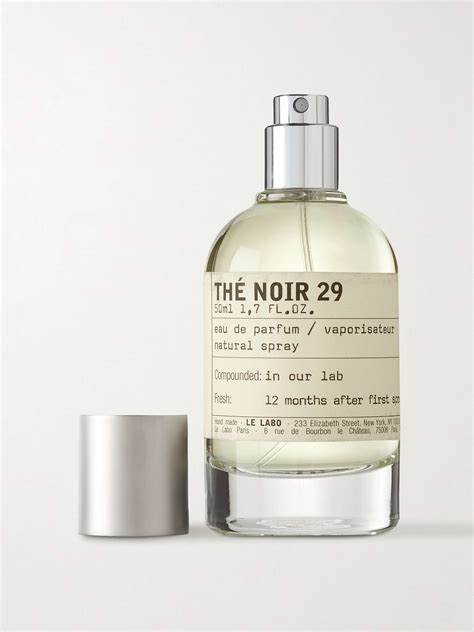 THÉ NOIR 29
50ml 1,7 FL.OZ.
eau de parfum / vaporisateur
natural spray
Compounded: in our lab
Fresh: 12 months after first
Hand made - LE LABO - 233 Elizabeth Street, New York, NY
Le Labo Paris - 6 rue de Bourbon le Château, 75006